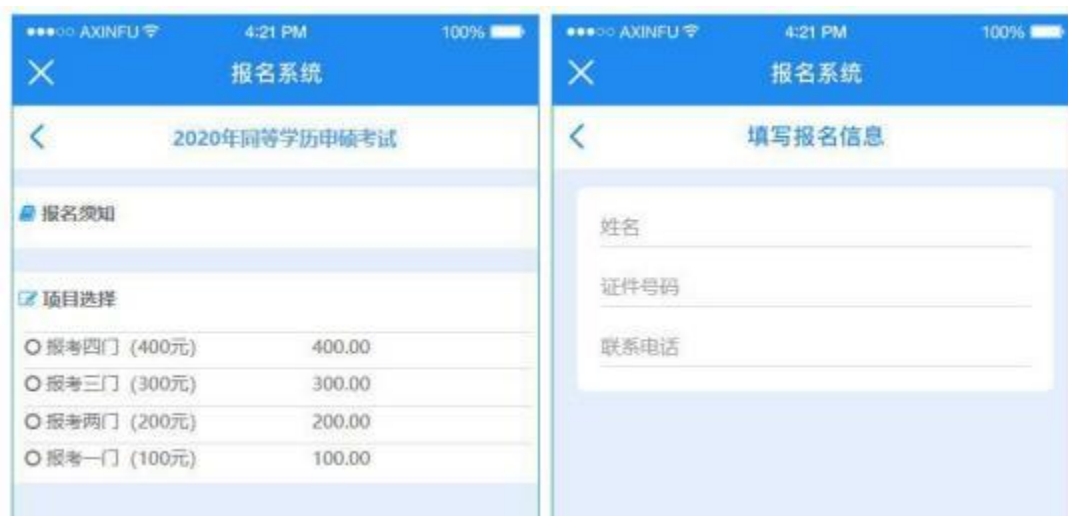 AXINFU 4:21 PM 100%
报名系统
2020年同等学历申硕考试
报名须知
项目选择
报考四门 (400元) 400.00
报考三门 (300元) 300.00
报考两门 (200元) 200.00
报考一门 (100元) 100.00
AXINFU 4:21 PM 100%
报名系统
填写报名信息
姓名
证件号码
联系电话